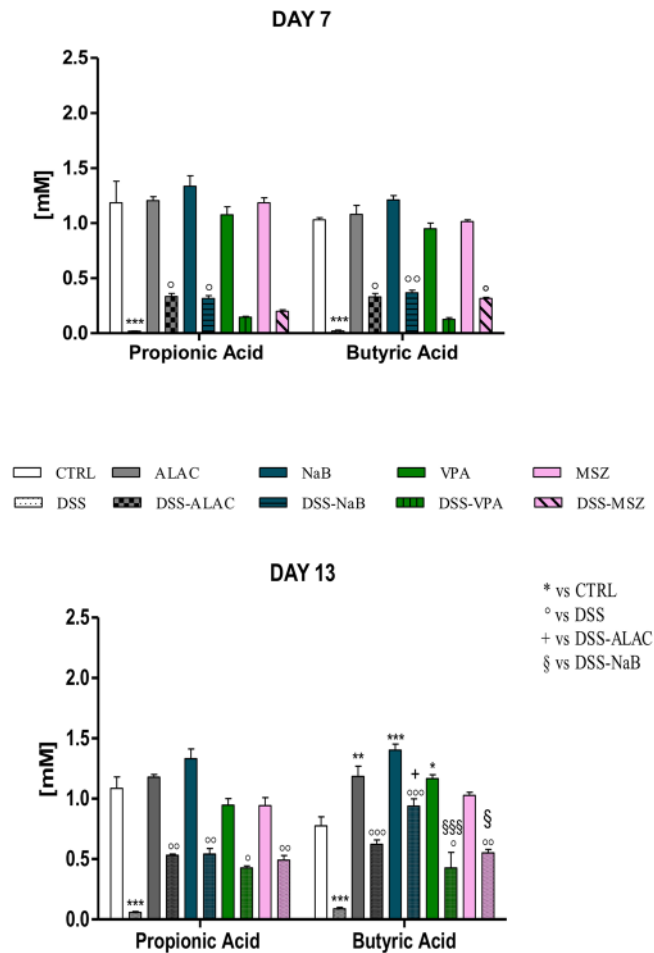 DAY 7
2.5
2.0
1.5
1.0
0.5
0.0
[mM]
*** ° ° *** ° °° °
Propionic Acid Butyric Acid
CTRL ALAC NaB VPA MSZ
DSS DSS-ALAC DSS-NaB DSS-VPA DSS-MSZ
DAY 13
* vs CTRL
° vs DSS
+ vs DSS-ALAC
§ vs DSS-NaB
2.5
2.0
1.5
1.0
0.5
0.0
[mM]
*** °° °° ° °° *** ** °°° *** + °°° * §§§ ° § °°
Propionic Acid Butyric Acid